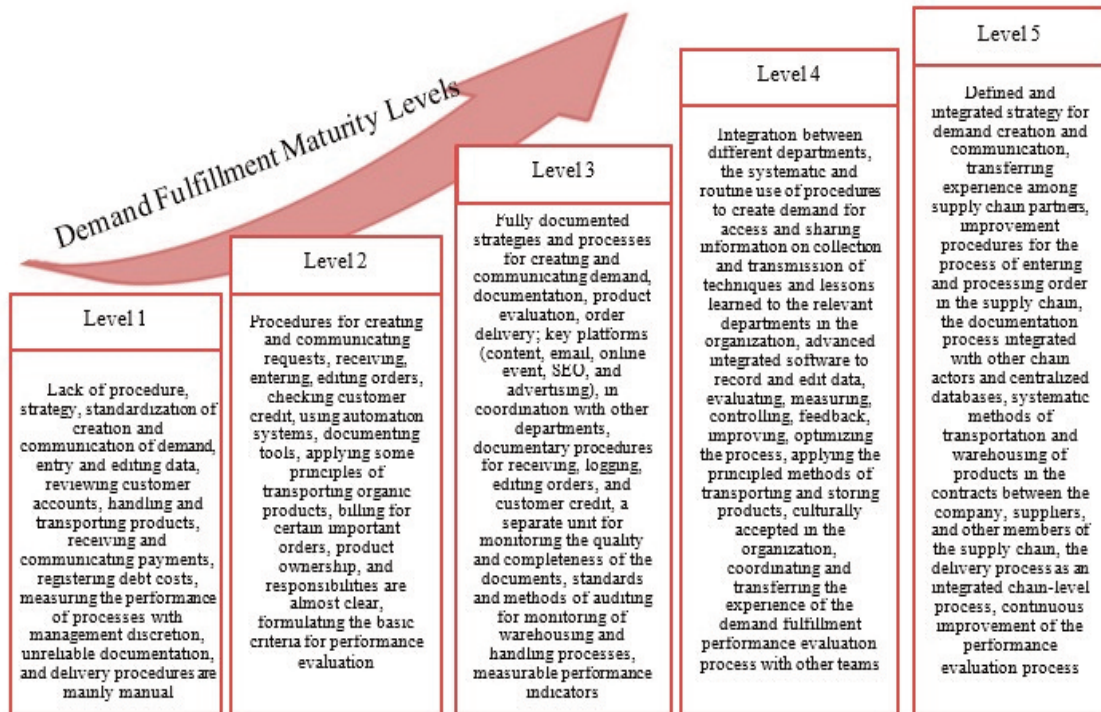 Demand Fulfillment Maturity Levels
Level 1
Lack of procedure,
strategy, standardization of
creation and
communication of demand,
entry and editing data,
reviewing customer
accounts, handling and
transporting products,
receiving and
communicating payments,
registering debt costs,
measuring the performance
of processes with
management discretion,
unreliable documentation,
and delivery procedures are
mainly manual
Level 2
Procedures for creating
and communicating
requests, receiving,
entering, editing orders,
checking customer
credit, using automation
systems, documenting
tools, applying some
principles of
transporting organic
products, billing for
certain important
orders, product
ownership, and
responsibilities are
almost clear,
formulating the basic
criteria for performance
evaluation
Level 3
Fully documented
strategies and processes
for creating and
communicating demand,
documentation, product
evaluation, order
delivery; key platforms
(content, email, online
event, SEO, and
advertising), in
coordination with other
departments,
documentary procedures
for receiving, logging,
editing orders, and
customer credit, a
separate unit for
monitoring the quality
and completeness of the
documents, standards
and methods of auditing
for monitoring of
warehousing and
handling processes,
measurable performance
indicators
Level 4
Integration between
different departments,
the systematic and
routine use of procedures
to create demand for
access and sharing
information on collection
and transmission of
techniques and lessons
learned to the relevant
departments in the
organization, advanced
integrated software to
record and edit data,
evaluating, measuring,
controlling, feedback,
improving, optimizing
the process, applying the
principled methods of
transporting and storing
products, culturally
accepted in the
organization,
coordinating and
transferring the
experience of the
demand fulfillment
performance evaluation
process with other teams
Level 5
Defined and
integrated strategy for
demand creation and
communication,
transferring
experience among
supply chain partners,
improvement
procedures for the
process of entering
and processing order
in the supply chain,
the documentation
process integrated
with other chain
actors and centralized
databases, systematic
methods of
transportation and
warehousing of
products in the
contracts between the
company, suppliers,
and other members of
the supply chain, the
delivery process as an
integrated chain-level
process, continuous
improvement of the
performance
evaluation process